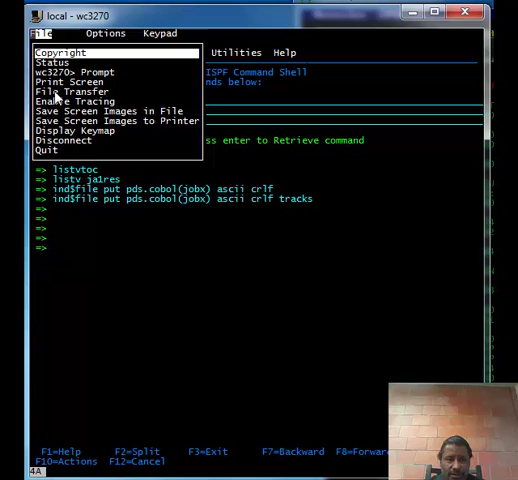 local - wc3270
File Options Keypad
Utilities Help
Copyright
Status
ISPF Command Shell
wc3270> Prompt
Print Screen
nds below:
File Transfer
Enable Tracing
Save Screen Images in File
Save Screen Images to Printer
Display Keymap
Disconnect
ss enter to Retrieve command
Quit
=> listvtoc
=> listv ja1res
=> ind$file put pds.cobol(jobx) ascii crlf
=> ind$file put pds.cobol(jobx) ascii crlf tracks
=>
=>
=>
=>
=>
F1=Help F2=Split F3=Exit F7=Backward F8=Forwa
F10=Actions F12=Cancel
4A